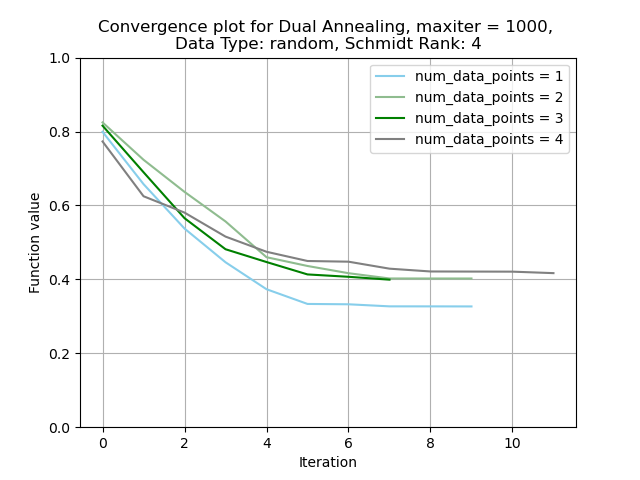 Convergence plot for Dual Annealing, maxiter = 1000,
Data Type: random, Schmidt Rank: 4
num_data_points = 1
num_data_points = 2
num_data_points = 3
num_data_points = 4
Function value
1.0
0.8
0.6
0.4
0.2
0.0
0 2 4 6 8 10
Iteration